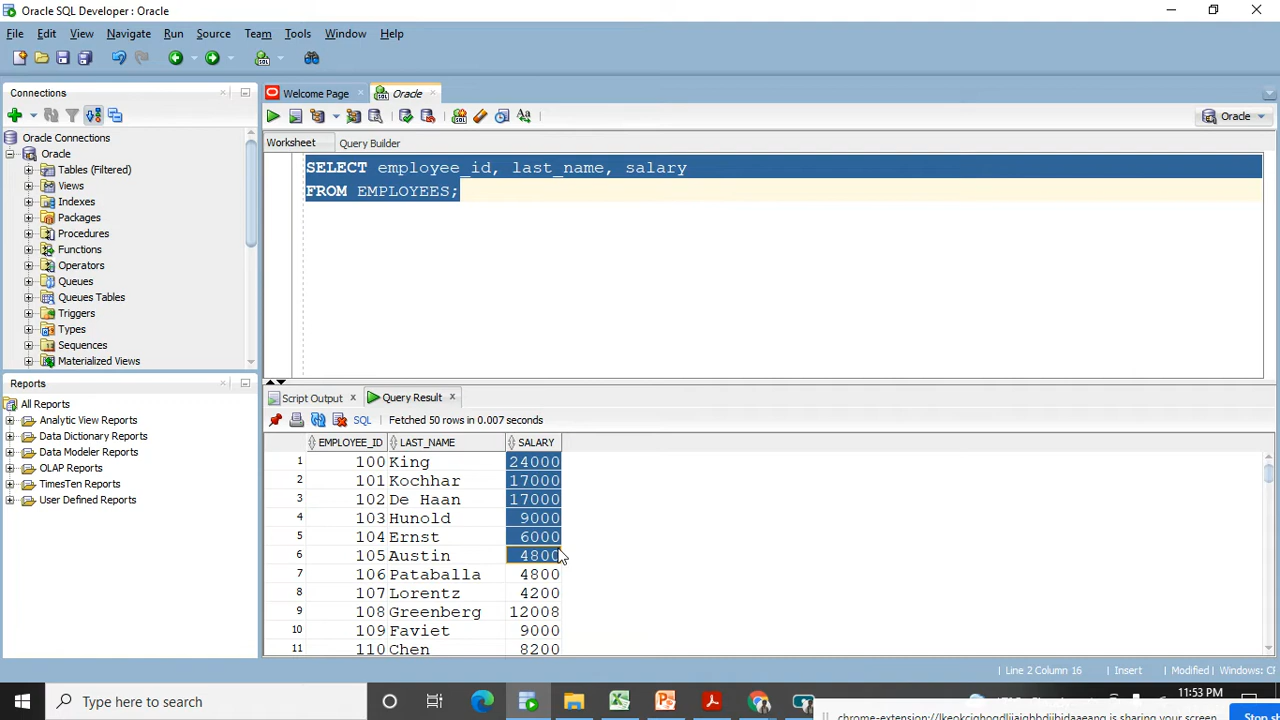 Oracle SQL Developer : Oracle
File Edit View Navigate Run Source Team Tools Window Help
Connections
Oracle Connections
Oracle
Tables (Filtered)
Views
Indexes
Packages
Procedures
Functions
Operators
Queues
Queues Tables
Triggers
Types
Sequences
Materialized Views
Reports
All Reports
Analytic View Reports
Data Dictionary Reports
Data Modeler Reports
OLAP Reports
TimesTen Reports
User Defined Reports
Welcome Page Oracle
Oracle
Worksheet Query Builder
SELECT employee_id, last_name, salary
FROM EMPLOYEES;
Script Output Query Result
SQL Fetched 50 rows in 0.007 seconds
EMPLOYEE_ID LAST_NAME SALARY
1 100 King 24000
2 101 Kochhar 17000
3 102 De Haan 17000
4 103 Hunold 9000
5 104 Ernst 6000
6 105 Austin 4800
7 106 Pataballa 4800
8 107 Lorentz 4200
9 108 Greenberg 12008
10 109 Faviet 9000
11 110 Chen 8200
Line 2 Column 16 Insert Modified Windows: C
Type here to search
11:53 PM
is sharing your screen.